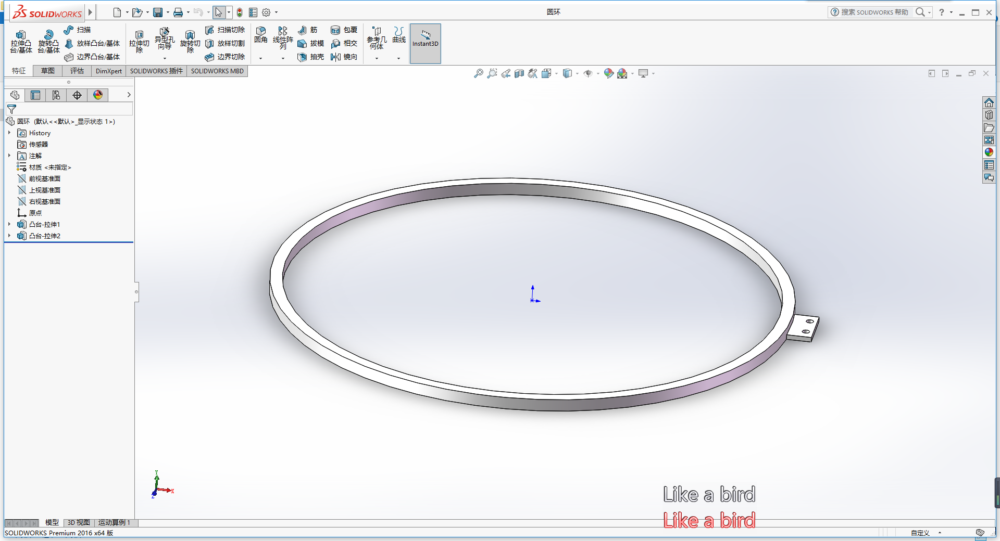 SOLIDWORKS
圆环
搜索 SOLIDWORKS 帮助
?
拉伸凸台/基体
旋转凸台/基体
扫描
放样凸台/基体
边界凸台/基体
拉伸切除
异型孔向导
旋转切除
扫描切除
放样切割
边界切除
圆角
线性阵列
筋
拔模
抽壳
包覆
相交
镜向
参考几何体
曲线
Instant3D
特征
草图
评估
DimXpert
SOLIDWORKS 插件
SOLIDWORKS MBD
圆环 (默认<<默认>_显示状态 1>)
History
传感器
注解
材质 <未指定>
前视基准面
上视基准面
右视基准面
原点
凸台-拉伸1
凸台-拉伸2
Y
X
Z
Like a bird
Like a bird
模型
3D 视图
运动算例 1
SOLIDWORKS Premium 2016 x64 版
自定义